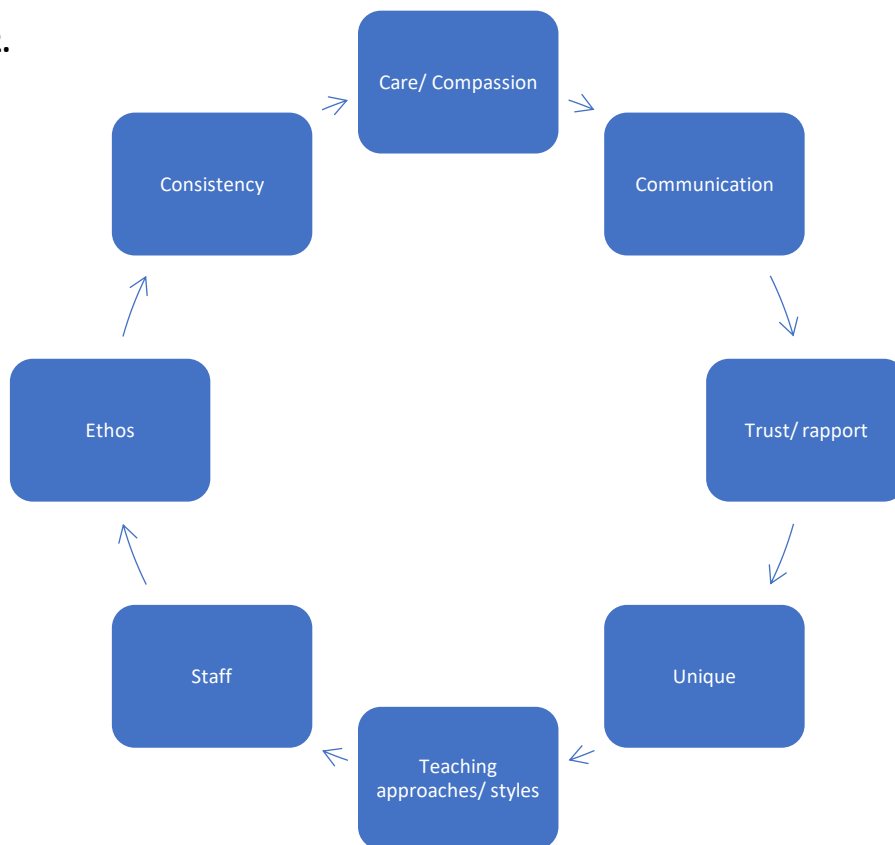 Care/ Compassion
Communication
Trust/ rapport
Unique
Teaching
approaches/ styles
Staff
Ethos
Consistency